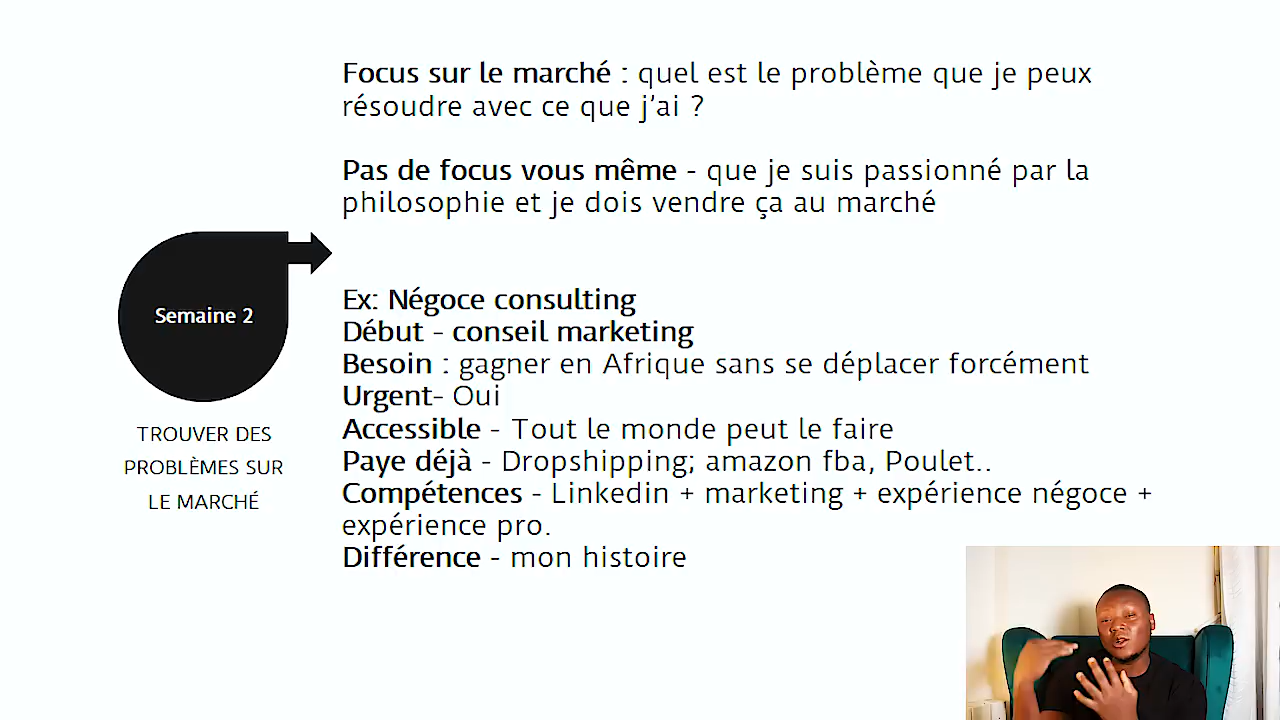 Focus sur le marché : quel est le problème que je peux
résoudre avec ce que j’ai ?
Pas de focus vous même - que je suis passionné par la
philosophie et je dois vendre ça au marché
Semaine 2
TROUVER DES
PROBLÈMES SUR
LE MARCHÉ
Ex: Négoce consulting
Début - conseil marketing
Besoin : gagner en Afrique sans se déplacer forcément
Urgent- Oui
Accessible - Tout le monde peut le faire
Paye déjà - Dropshipping; amazon fba, Poulet..
Compétences - Linkedin + marketing + expérience négoce +
expérience pro.
Différence - mon histoire